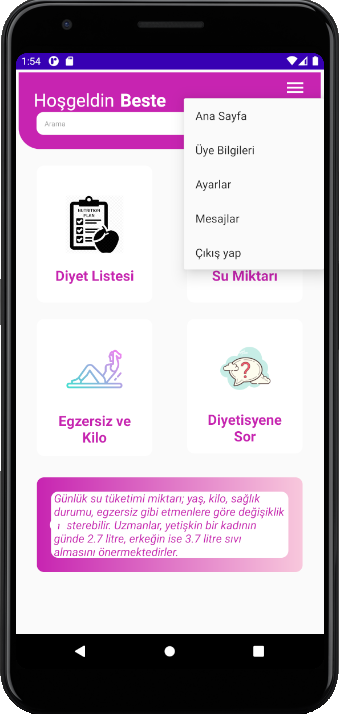 1:54
Hoşgeldin Beste
Arama
Ana Sayfa
Üye Bilgileri
Ayarlar
Mesajlar
Çıkış yap
NUTRITION
PLAN
Diyet Listesi
Su Miktarı
Egzersiz ve
Kilo
?
Diyetisyene
Sor
Günlük su tüketimi miktarı; yaş, kilo, sağlık
durumu, egzersiz gibi etmenlere göre değişiklik
sterebilir. Uzmanlar, yetişkin bir kadının
günde 2.7 litre, erkeğin ise 3.7 litre sıvı
almasını önermektedirler.